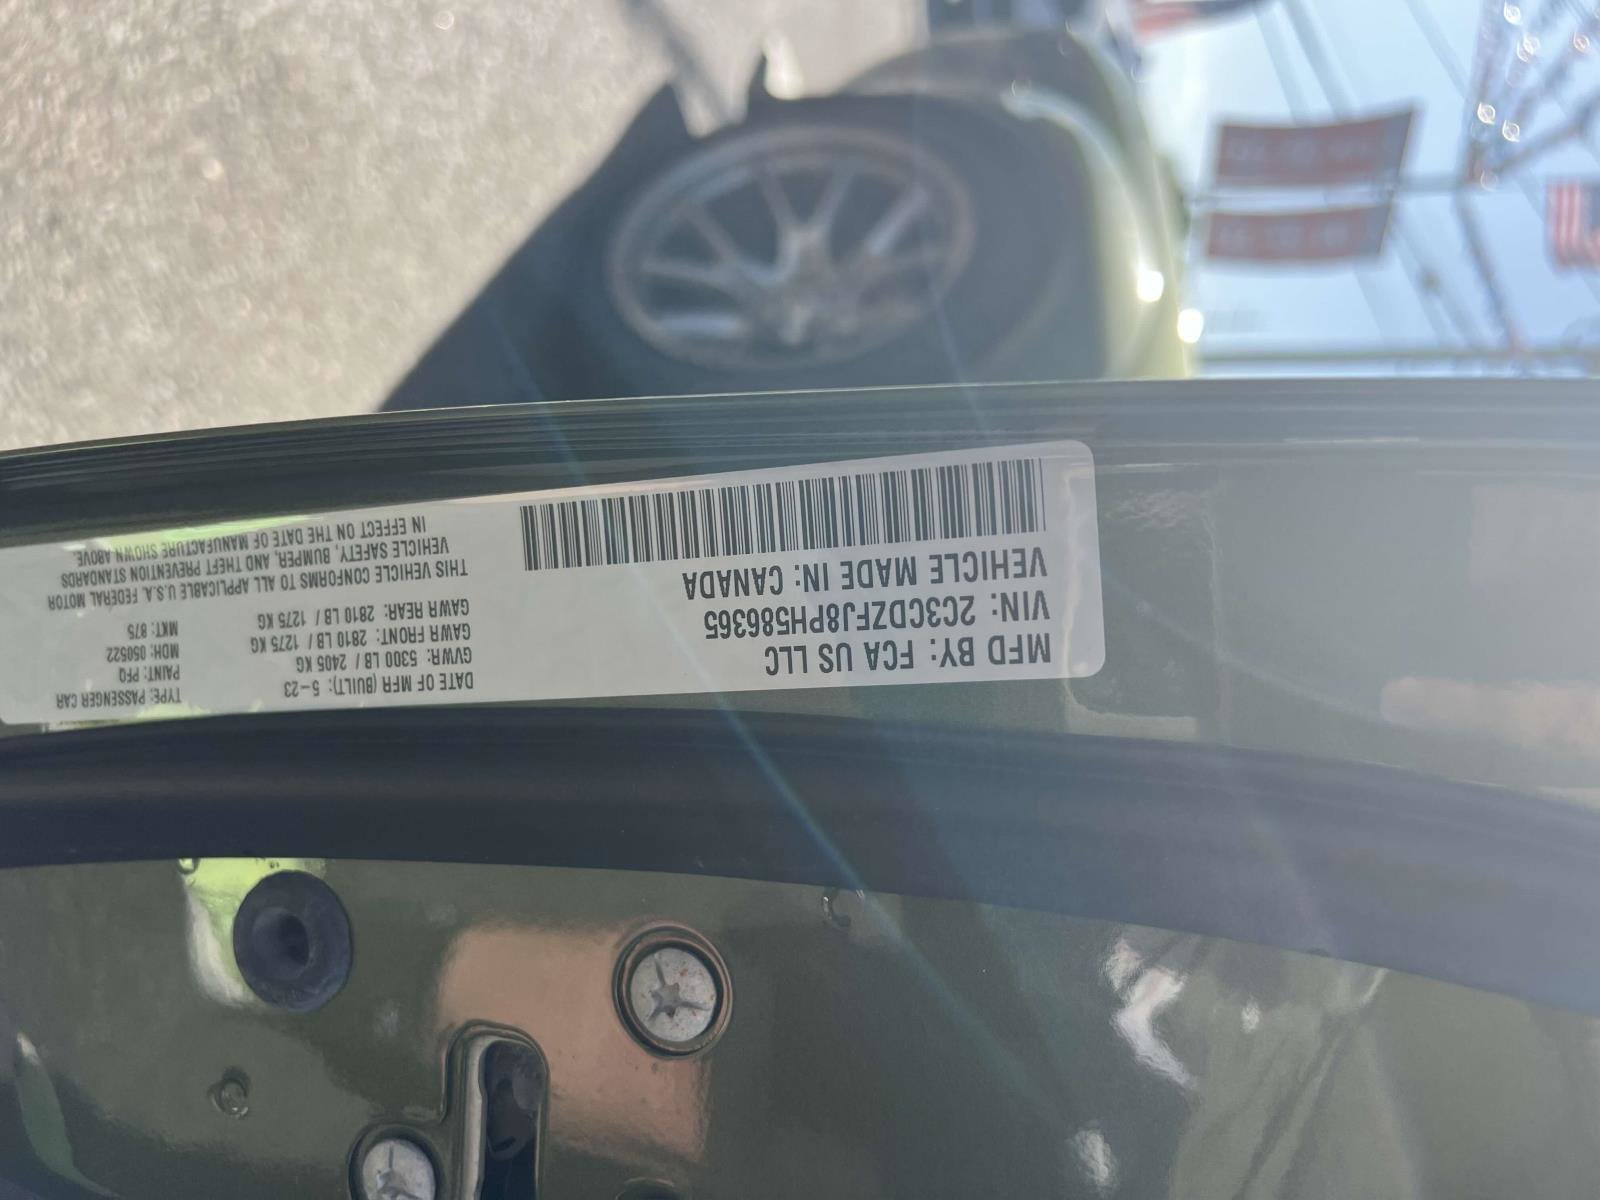 MFD BY: FCA US LLC
VIN: 2C3CDZFJ8PH586365
VEHICLE MADE IN: CANADA
DATE OF MFR (BUILT): 5-23
GVWR: 5300 LB / 2405 KG
GAWR FRONT: 2810 LB / 1275 KG
GAWR REAR: 2810 LB / 1275 KG
TYPE: PASSENGER CAR
PAINT: PFQ
MDH: 050522
MKT: 875
THIS VEHICLE CONFORMS TO ALL APPLICABLE U.S.A. FEDERAL MOTOR
VEHICLE SAFETY, BUMPER, AND THEFT PREVENTION STANDARDS
IN EFFECT ON THE DATE OF MANUFACTURE SHOWN ABOVE